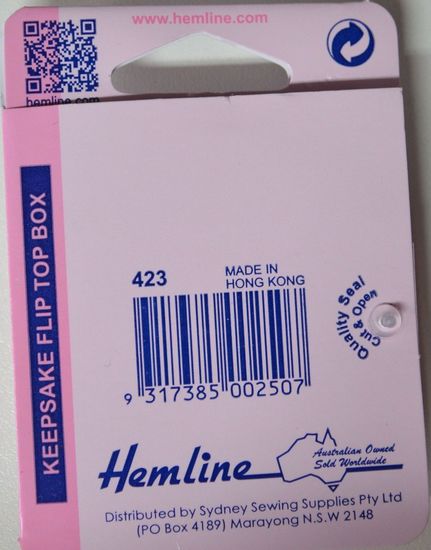 www.hemline.com
hemline.com
KEEPSAKE FLIP TOP BOX
423
MADE IN
HONG KONG
Quality Seal
Cut & Open
9 317385 002507
Hemline
Australian Owned
Sold Worldwide
Distributed by Sydney Sewing Supplies Pty Ltd
(PO Box 4189) Marayong N.S.W 2148